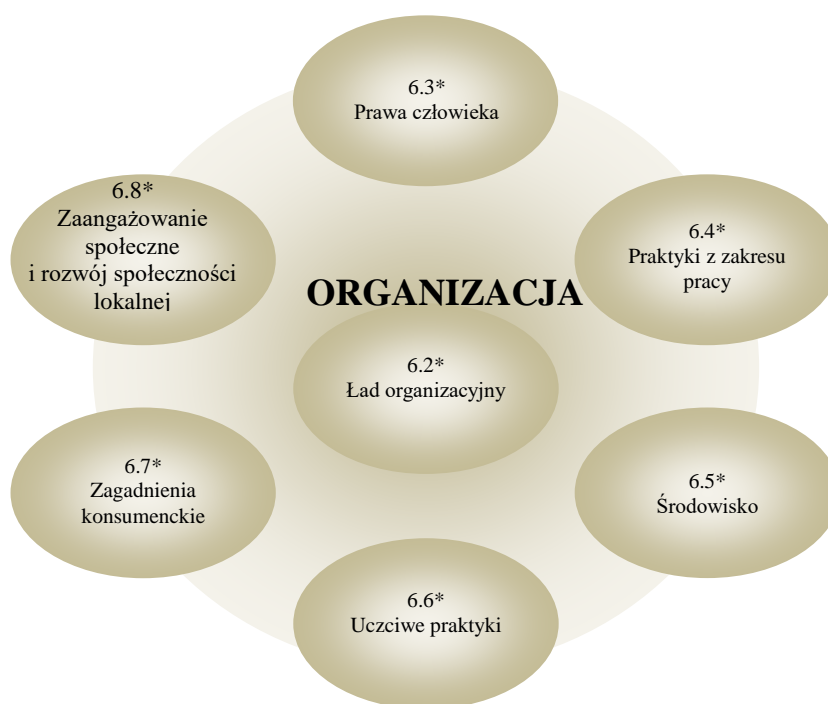 6.3*
Prawa człowieka
6.8*
Zaangażowanie
społeczne
i rozwój społeczności
lokalnej
6.4*
Praktyki z zakresu
pracy
ORGANIZACJA
6.2*
Ład organizacyjny
6.7*
Zagadnienia
konsumenckie
6.5*
Środowisko
6.6*
Uczciwe praktyki